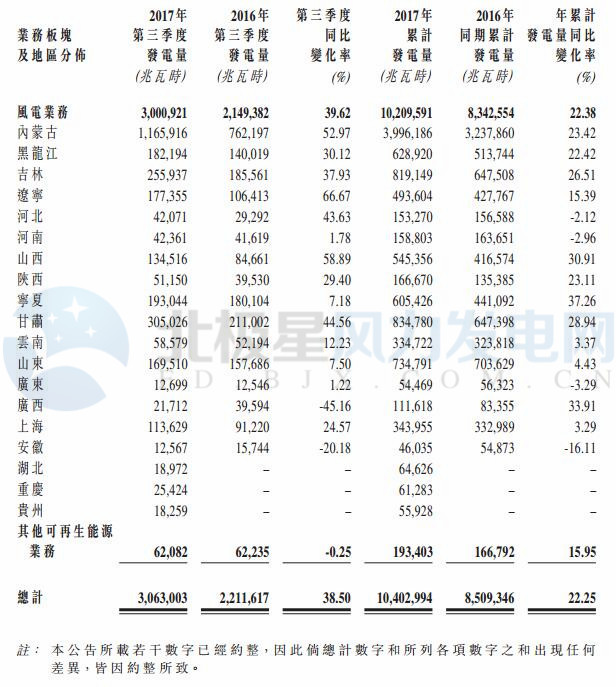 業務板塊及地區分佈 2017年第三季度發電量 2016年第三季度發電量 第三季度同比變化率 2017年累計發電量 2016年同期累計發電量 年累計發電量同比變化率
(兆瓦時) (兆瓦時) (%) (兆瓦時) (兆瓦時) (%)
風電業務 3,000,921 2,149,382 39.62 10,209,591 8,342,554 22.38
內蒙古 1,165,916 762,197 52.97 3,996,186 3,237,860 23.42
黑龍江 182,194 140,019 30.12 628,920 513,744 22.42
吉林 255,937 185,561 37.93 819,149 647,508 26.51
遼寧 177,355 106,413 66.67 493,604 427,767 15.39
河北 42,071 29,292 43.63 153,270 156,588 -2.12
河南 42,361 41,619 1.78 158,803 163,651 -2.96
山西 134,516 84,661 58.89 545,356 416,574 30.91
陝西 51,150 39,530 29.40 166,670 135,385 23.11
寧夏 193,044 180,104 7.18 605,426 441,092 37.26
甘肅 305,026 211,002 44.56 834,780 647,398 28.94
雲南 58,579 52,194 12.23 334,722 323,818 3.37
山東 169,510 157,686 7.50 734,791 703,629 4.43
廣東 12,699 12,546 1.22 54,469 56,323 -3.29
廣西 21,712 39,594 -45.16 111,618 83,355 33.91
上海 113,629 91,220 24.57 343,955 332,989 3.29
安徽 12,567 15,744 -20.18 46,035 54,873 -16.11
湖北 18,972 – – 64,626 – –
重慶 25,424 – – 61,283 – –
貴州 18,259 – – 55,928 – –
其他可再生能源
業務 62,082 62,235 -0.25 193,403 166,792 15.95
總計 3,063,003 2,211,617 38.50 10,402,994 8,509,346 22.25
註： 本公告所載若干數字已經約整，因此倘總計數字和所列各項數字之和出現任何
差異，皆因約整所致。
北极星风力发电网